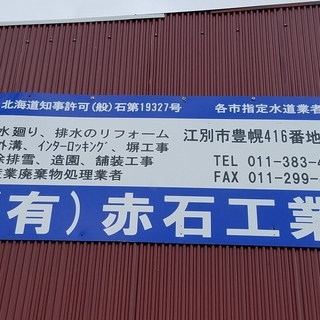 北海道知事許可(般)石第19327号 各市指定水道業者
水廻り、排水のリフォーム 江別市豊幌416番地
外溝、インターロッキング、塀工事
除排雪、造園、舗装工事 TEL 011-383-4
産業廃棄物処理業者 FAX 011-299-
(有)赤石工業